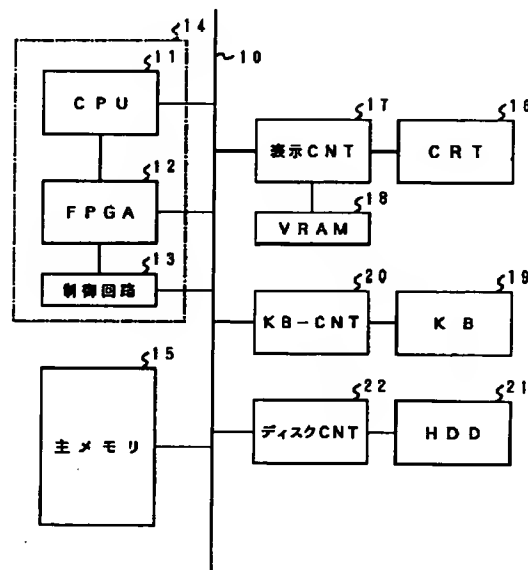 14
11
CPU
10
12
FPGA
13
制御回路
15
主メモリ
17
表示CNT
16
CRT
18
VRAM
20
KB-CNT
19
KB
22
ディスクCNT
21
HDD